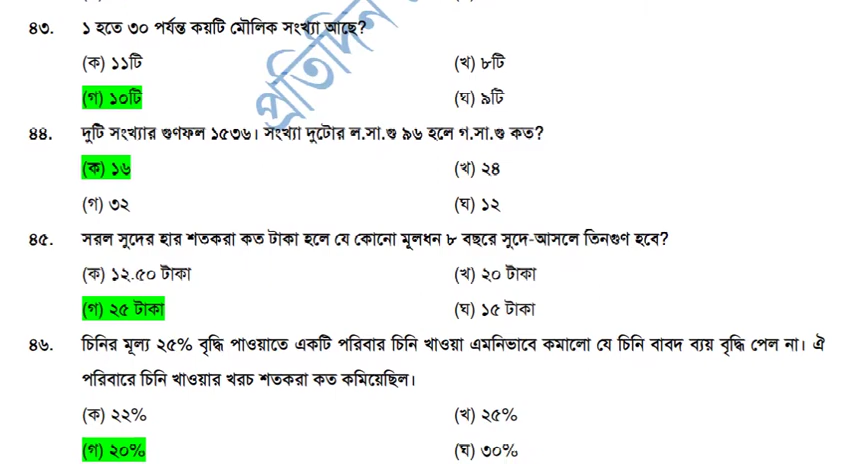 ৪৩. ১ হতে ৩০ পর্যন্ত কয়টি মৌলিক সংখ্যা আছে?
(ক) ১১টি (খ) ৮টি
(গ) ১০টি (ঘ) ৯টি
৪৪. দুটি সংখ্যার গুণফল ১৫৩৬। সংখ্যা দুটোর ল.সা.গু ৯৬ হলে গ.সা.গু কত?
(ক) ১৬ (খ) ২৪
(গ) ৩২ (ঘ) ১২
৪৫. সরল সুদের হার শতকরা কত টাকা হলে যে কোনো মূলধন ৮ বছরে সুদে-আসলে তিনগুণ হবে?
(ক) ১২.৫০ টাকা (খ) ২০ টাকা
(গ) ২৫ টাকা (ঘ) ১৫ টাকা
৪৬. চিনির মূল্য ২৫% বৃদ্ধি পাওয়াতে একটি পরিবার চিনি খাওয়া এমনিভাবে কমালো যে চিনি বাবদ ব্যয় বৃদ্ধি পেল না। ঐ
পরিবারে চিনি খাওয়ার খরচ শতকরা কত কমিয়েছিল।
(ক) ২২% (খ) ২৫%
(গ) ২০% (ঘ) ৩০%
প্রতিদিন